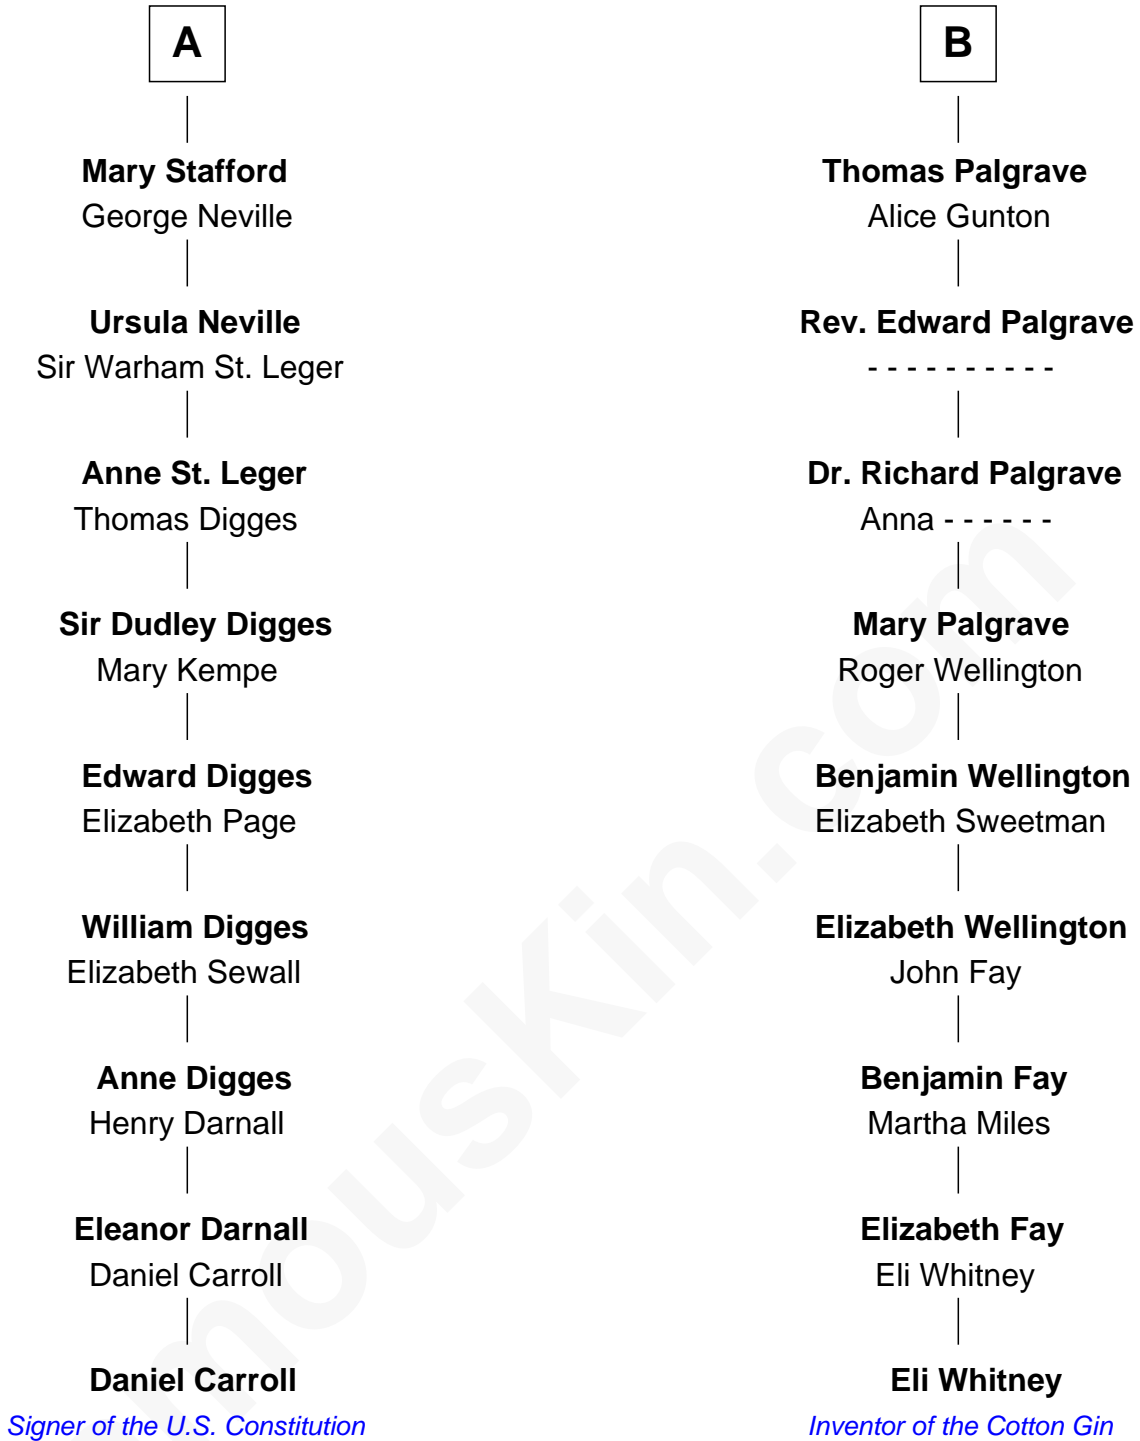 A
Mary Stafford
George Neville
Ursula Neville
Sir Warham St. Leger
Anne St. Leger
Thomas Digges
Sir Dudley Digges
Mary Kempe
Edward Digges
Elizabeth Page
William Digges
Elizabeth Sewall
Anne Digges
Henry Darnall
Eleanor Darnall
Daniel Carroll
Daniel Carroll
Signer of the U.S. Constitution
B
Thomas Palgrave
Alice Gunton
Rev. Edward Palgrave
- - - - - - - - - -
Dr. Richard Palgrave
Anna - - - - - -
Mary Palgrave
Roger Wellington
Benjamin Wellington
Elizabeth Sweetman
Elizabeth Wellington
John Fay
Benjamin Fay
Martha Miles
Elizabeth Fay
Eli Whitney
Eli Whitney
Inventor of the Cotton Gin
mousKin.com